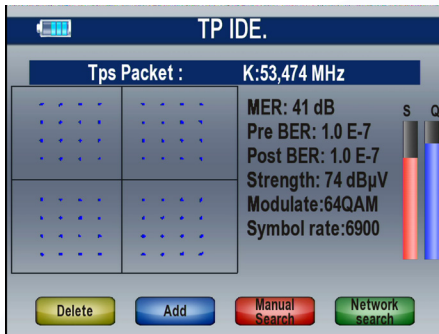 TP IDE.
Tps Packet : K:53,474 MHz
MER: 41 dB
Pre BER: 1.0 E-7
Post BER: 1.0 E-7
Strength: 74 dBµV
Modulate:64QAM
Symbol rate:6900
S Q
Delete Add Manual Search Network search